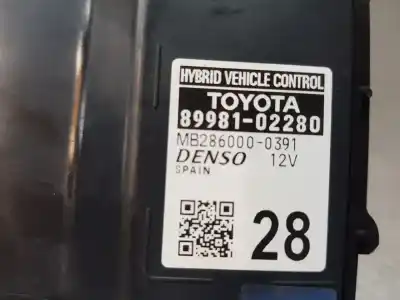 HYBRID VEHICLE CONTROL
TOYOTA
89981-02280
MB286000-0391
DENSO 12V
SPAIN
28